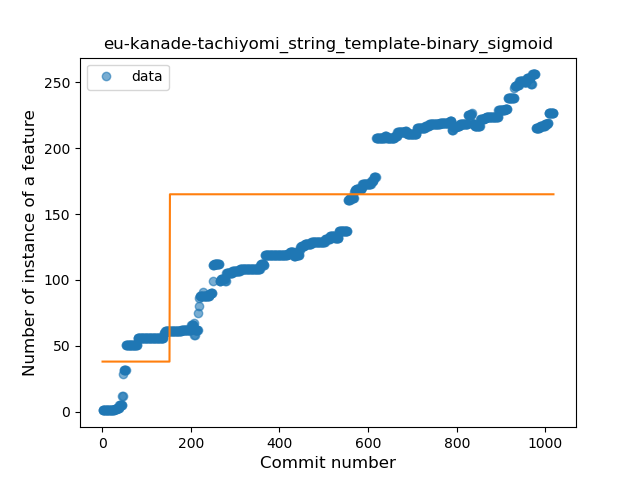 eu-kanade-tachiyomi_string_template-binary_sigmoid
data
Number of instance of a feature
250
200
150
100
50
0
0 200 400 600 800 1000
Commit number